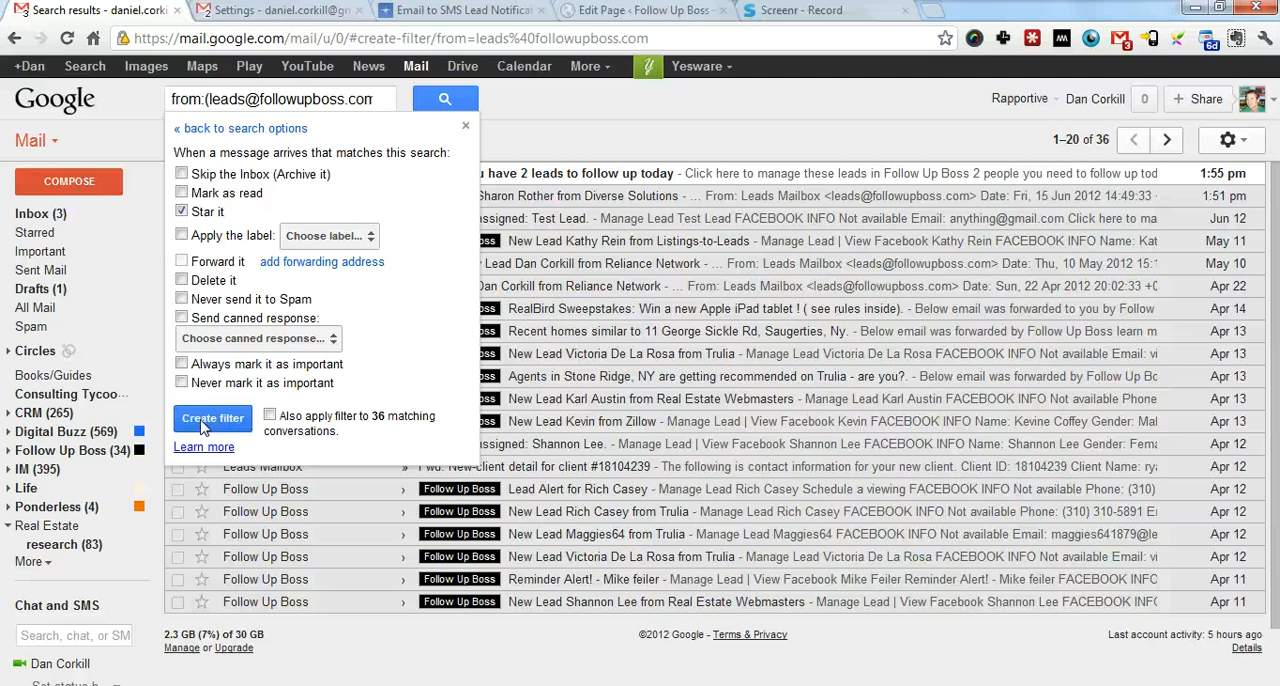 Search results - daniel.corki
Settings - daniel.corkill@gn
Email to SMS Lead Notificat
Edit Page ‹ Follow Up Boss
Screenr - Record
https://mail.google.com/mail/u/0/#create-filter/from=leads%40followupboss.com
+Dan Search Images Maps Play YouTube News Mail Drive Calendar More Yesware
Google
from:(leads@followupboss.com
Rapportive Dan Corkill 0 + Share
Mail
1–20 of 36
COMPOSE
Inbox (3)
Starred
Important
Sent Mail
Drafts (1)
All Mail
Spam
Circles
Books/Guides
Consulting Tycoo...
CRM (265)
Digital Buzz (569)
Follow Up Boss (34)
IM (395)
Life
Ponderless (4)
Real Estate
research (83)
More
Chat and SMS
Search, chat, or SM
Dan Corkill
Set status h
« back to search options
When a message arrives that matches this search:
Skip the Inbox (Archive it)
Mark as read
Star it
Apply the label: Choose label...
Forward it add forwarding address
Delete it
Never send it to Spam
Send canned response:
Choose canned response...
Always mark it as important
Never mark it as important
Create filter
Also apply filter to 36 matching
conversations.
Learn more
u have 2 leads to follow up today - Click here to manage these leads in Follow Up Boss 2 people you need to follow up tod 1:55 pm
Sharon Rother from Diverse Solutions - ... From: Leads Mailbox <leads@followupboss.com> Date: Fri, 15 Jun 2012 14:49:33 1:51 pm
ssigned: Test Lead. - Manage Lead Test Lead FACEBOOK INFO Not available Email: anything@gmail.com Click here to ma Jun 12
oss New Lead Kathy Rein from Listings-to-Leads - Manage Lead | View Facebook Kathy Rein FACEBOOK INFO Name: Kat May 11
y Lead Dan Corkill from Reliance Network - ... From: Leads Mailbox <leads@followupboss.com> Date: Thu, 10 May 2012 15:1 May 10
Dan Corkill from Reliance Network - ... From: Leads Mailbox <leads@followupboss.com> Date: Sun, 22 Apr 2012 20:02:33 +0 Apr 22
oss RealBird Sweepstakes: Win a new Apple iPad tablet ! ( see rules inside). - Below email was forwarded to you by Follow Apr 14
oss Recent homes similar to 11 George Sickle Rd, Saugerties, Ny. - Below email was forwarded by Follow Up Boss learn m Apr 13
oss New Lead Victoria De La Rosa from Trulia - Manage Lead FACEBOOK INFO Not available Email: vi Apr 13
oss Agents in Stone Ridge, NY are getting recommended on Trulia - are you?. - Below email was forwarded by Follow Up Bo Apr 13
oss New Lead Karl Austin from Real Estate Webmasters - Manage Lead | View Facebook FACEBOOK INFO Name: Karl Aust Apr 13
oss New Lead Kevin from Zillow - Manage Lead | View Facebook FACEBOOK INFO Name: Kevine Coffey Gender: Male Apr 13
ssigned: Shannon Lee. - Manage Lead | View Facebook Shannon Lee FACEBOOK INFO Name: Shannon Lee Gender: Fema Apr 13
Leads Mailbox » Fwd: New client detail for client #18104239 - The following is contact information for your new client. Client ID: 18104239 Client Name: rya Apr 12
Follow Up Boss › Follow Up Boss Lead Alert for Rich Casey - Manage Lead Rich Casey Schedule a viewing FACEBOOK INFO Not available Phone: (310) Apr 12
Follow Up Boss › Follow Up Boss New Lead Rich Casey from Trulia - Manage Lead FACEBOOK INFO Not available Phone: (310) 310-5891 En Apr 12
Follow Up Boss › Follow Up Boss New Lead Maggies64 from Trulia - Manage Lead FACEBOOK INFO Not available Email: maggies641879@le Apr 12
Follow Up Boss › Follow Up Boss New Lead Victoria De La Rosa from Trulia - Manage Lead FACEBOOK INFO Not available Email: Apr 12
Follow Up Boss › Follow Up Boss Reminder Alert! - Mike feiler - Manage Lead | View Facebook Mike Feiler Reminder Alert! - Mike feiler FACEBOOK INFO Apr 11
Follow Up Boss › Follow Up Boss New Lead Shannon Lee from Real Estate Webmasters - Manage Lead | View Facebook FACEBOOK INFO Name: Apr 11
2.3 GB (7%) of 30 GB
Manage or Upgrade
©2012 Google - Terms & Privacy
Last account activity: 5 hours ago
Details